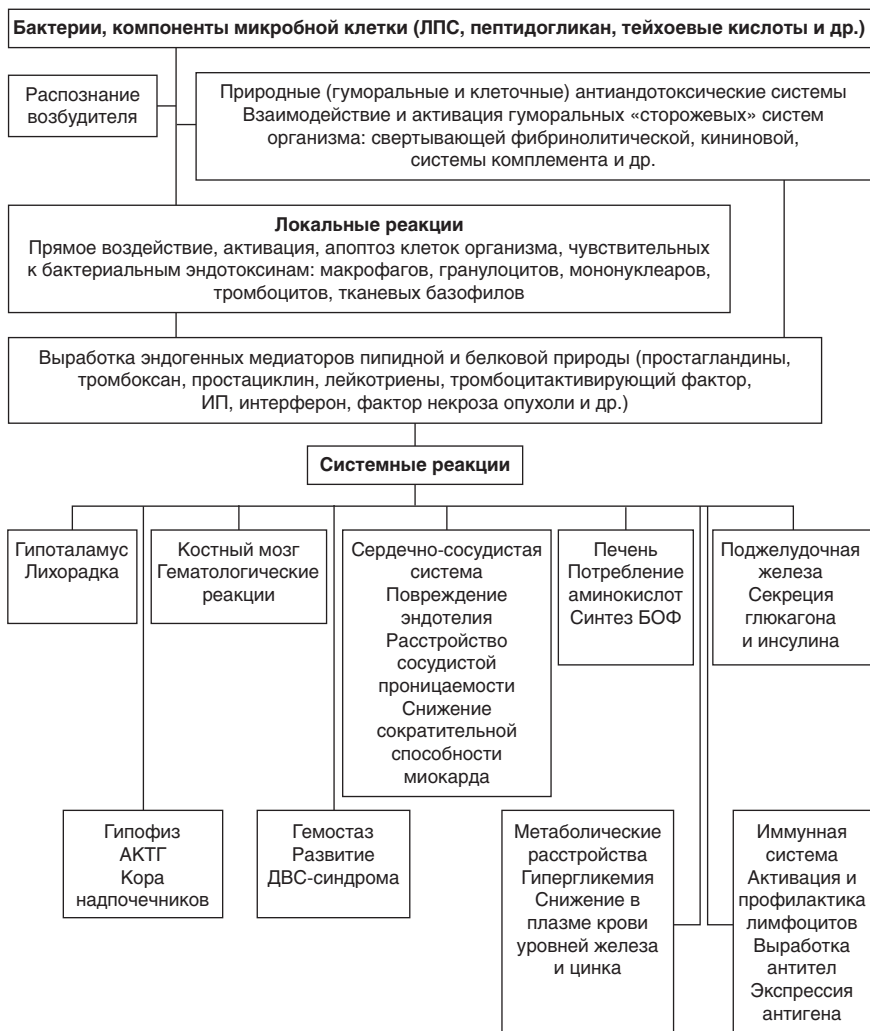 Бактерии, компоненты микробной клетки (ЛПС, пептидогликан, тейхоевые кислоты и др.)
Распознание
возбудителя
Природные (гуморальные и клеточные) антиандотоксические системы
Взаимодействие и активация гуморальных «сторожевых» систем
организма: свертывающей фибринолитической, кининовой,
системы комплемента и др.
Локальные реакции
Прямое воздействие, активация, апоптоз клеток организма, чувствительных
к бактериальным эндотоксинам: макрофагов, гранулоцитов, мононуклеаров,
тромбоцитов, тканевых базофилов
Выработка эндогенных медиаторов пипидной и белковой природы (простагландины,
тромбоксан, простациклин, лейкотриены, тромбоцитактивирующий фактор,
ИП, интерферон, фактор некроза опухоли и др.)
Системные реакции
Гипоталамус
Лихорадка
Костный мозг
Гематологические
реакции
Сердечно-сосудистая
система
Повреждение
эндотелия
Расстройство
сосудистой
проницаемости
Снижение
сократительной
способности
миокарда
Печень
Потребление
аминокислот
Синтез БОФ
Поджелудочная
железа
Секреция
глюкагона
и инсулина
Гипофиз
АКТГ
Кора
надпочечников
Гемостаз
Развитие
ДВС-синдрома
Метаболические
расстройства
Гипергликемия
Снижение в
плазме крови
уровней железа
и цинка
Иммунная
система
Активация и
профилактика
лимфоцитов
Выработка
антител
Экспрессия
антигена